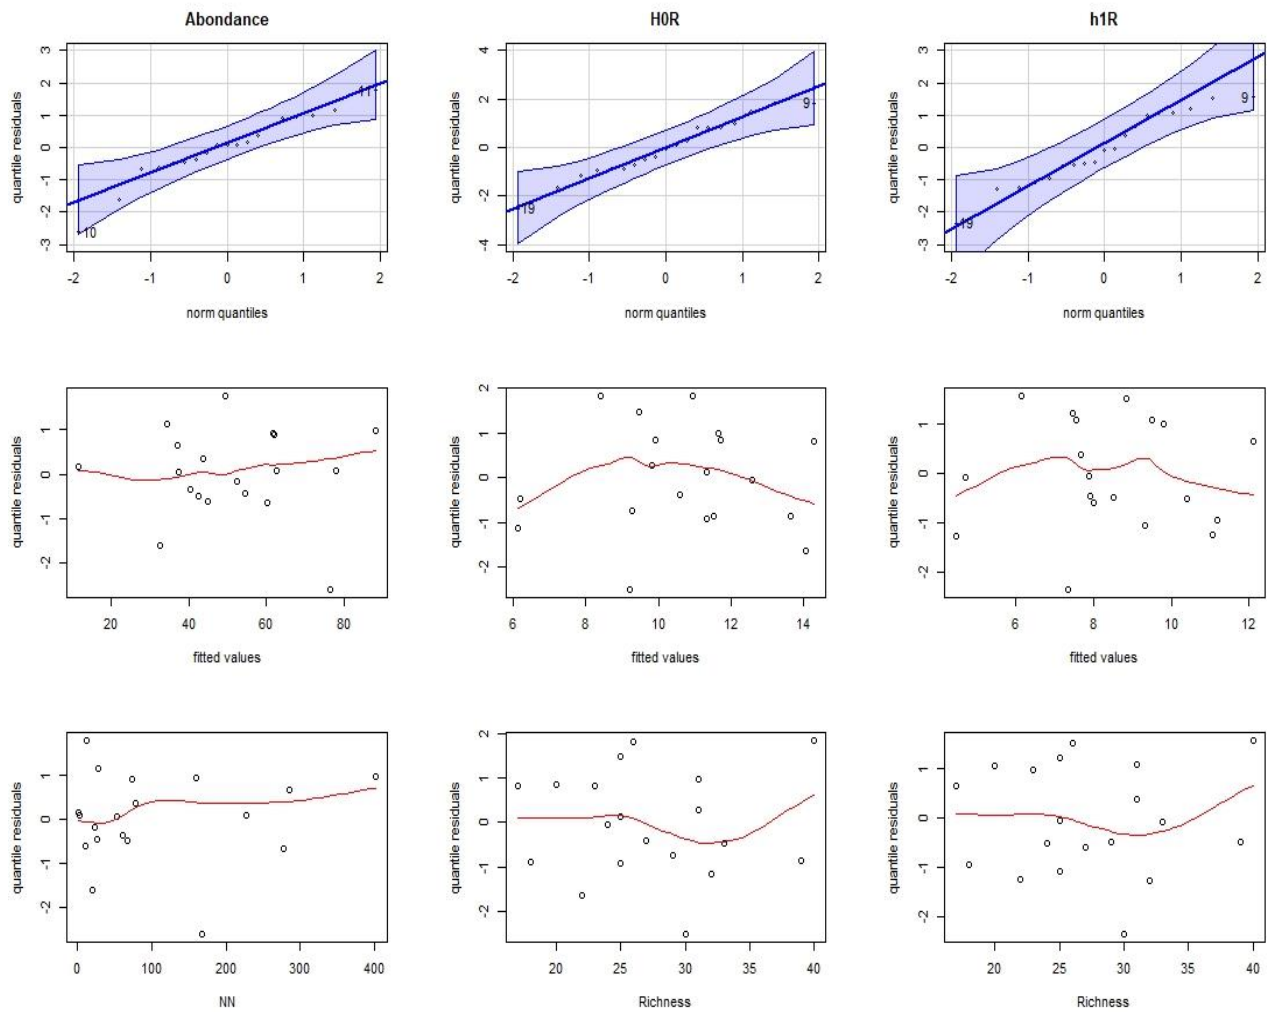 Abondance
H0R
h1R
quantile residuals
3
2
1
0
-1
-2
-3
11
10
-2 -1 0 1 2
norm quantiles
quantile residuals
4
2
0
-2
-4
9
19
-2 -1 0 1 2
norm quantiles
quantile residuals
3
2
1
0
-1
-2
-3
9
19
-2 -1 0 1 2
norm quantiles
quantile residuals
1
0
-1
-2
20 40 60 80
fitted values
quantile residuals
2
1
0
-1
-2
6 8 10 12 14
fitted values
quantile residuals
1
0
-1
-2
6 8 10 12
fitted values
quantile residuals
1
0
-1
-2
0 100 200 300 400
NN
quantile residuals
2
1
0
-1
-2
20 25 30 35 40
Richness
quantile residuals
1
0
-1
-2
20 25 30 35 40
Richness